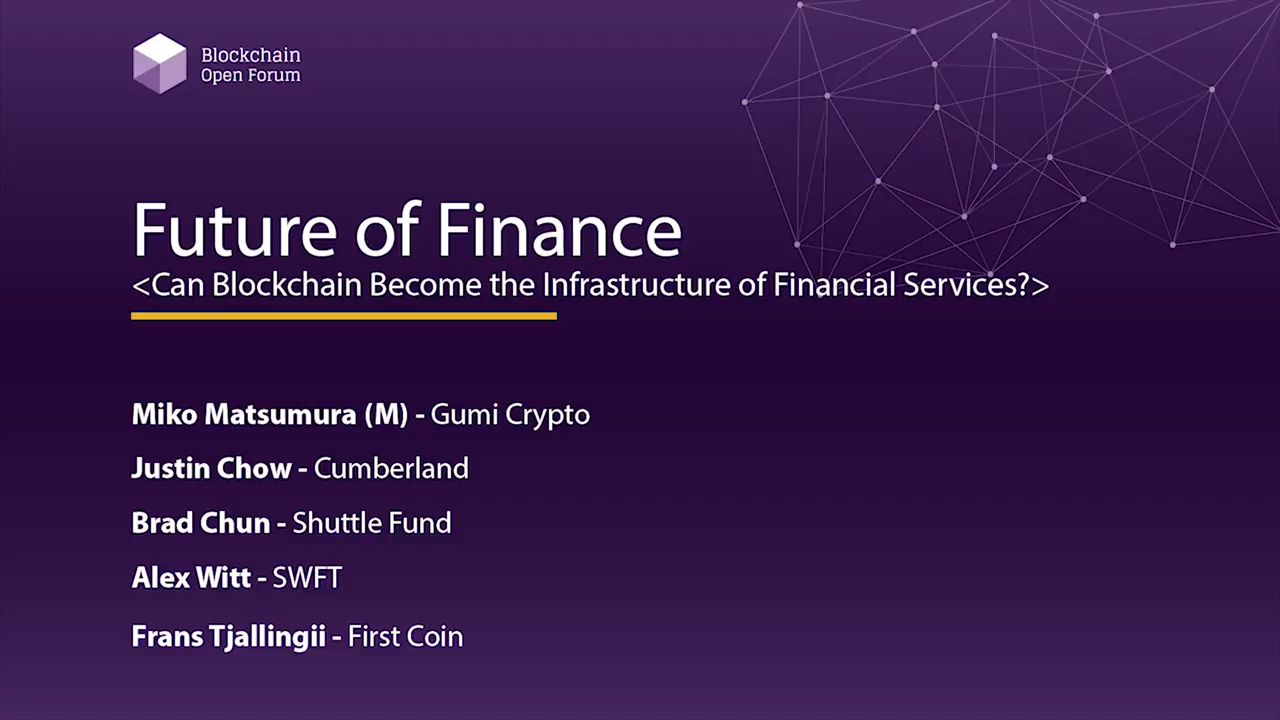 Blockchain
Open Forum
Future of Finance
<Can Blockchain Become the Infrastructure of Financial Services?>
Miko Matsumura (M) - Gumi Crypto
Justin Chow - Cumberland
Brad Chun - Shuttle Fund
Alex Witt - SWFT
Frans Tjallingii - First Coin